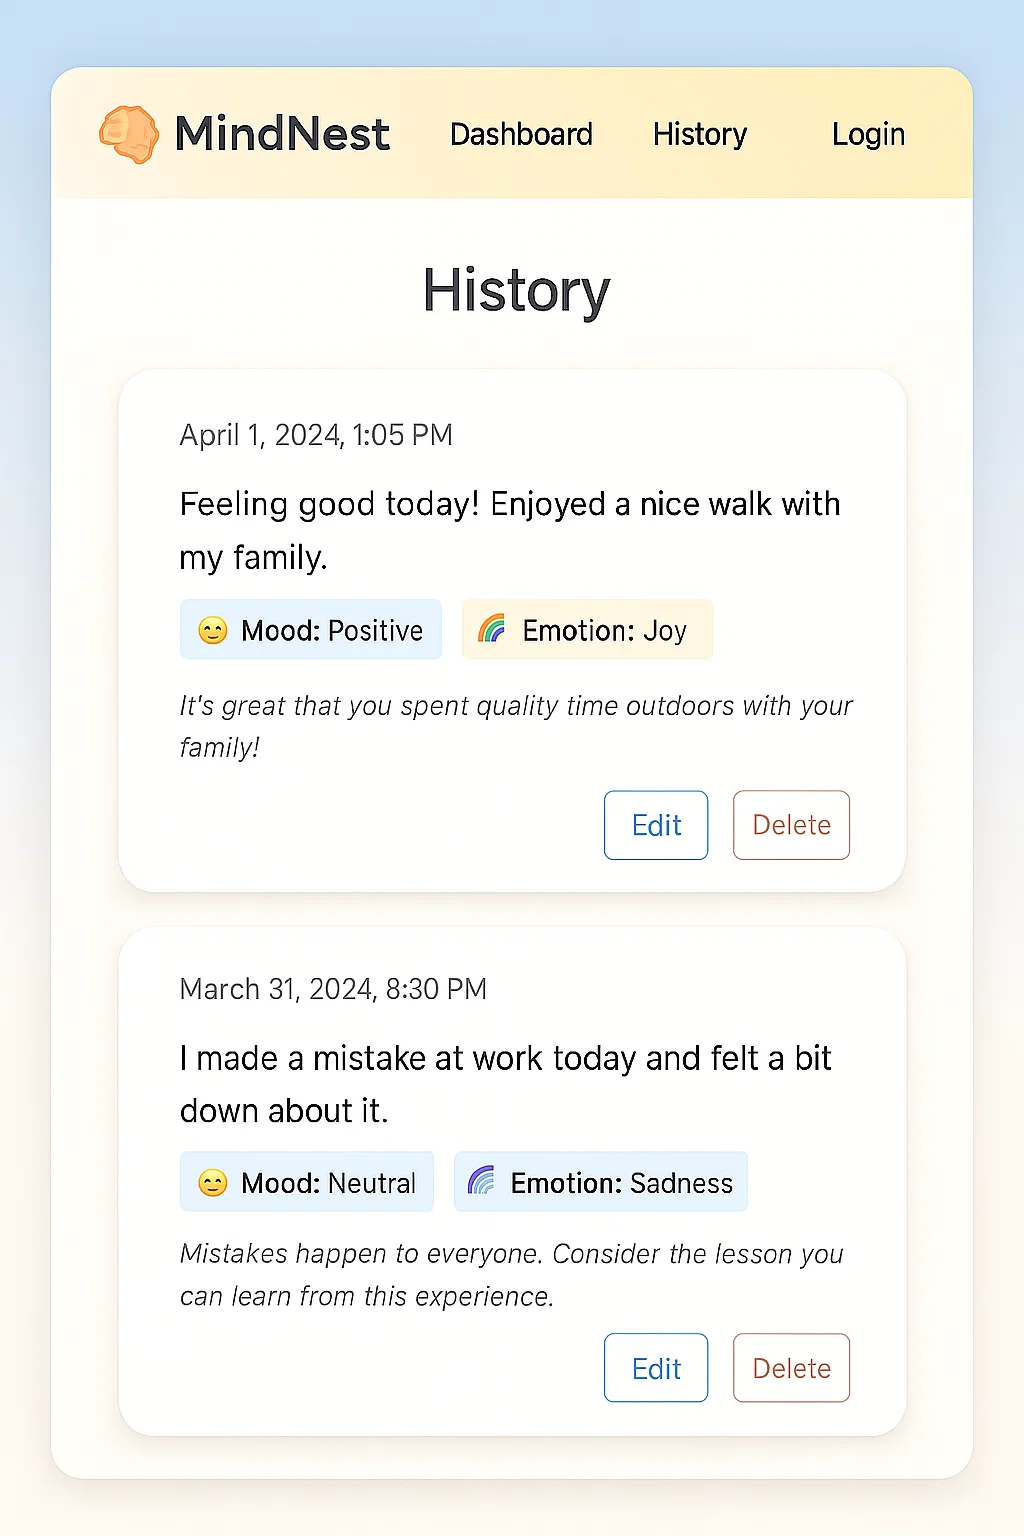 MindNest Dashboard History Login
History
April 1, 2024, 1:05 PM
Feeling good today! Enjoyed a nice walk with
my family.
Mood: Positive Emotion: Joy
It's great that you spent quality time outdoors with your
family!
Edit Delete
March 31, 2024, 8:30 PM
I made a mistake at work today and felt a bit
down about it.
Mood: Neutral Emotion: Sadness
Mistakes happen to everyone. Consider the lesson you
can learn from this experience.
Edit Delete